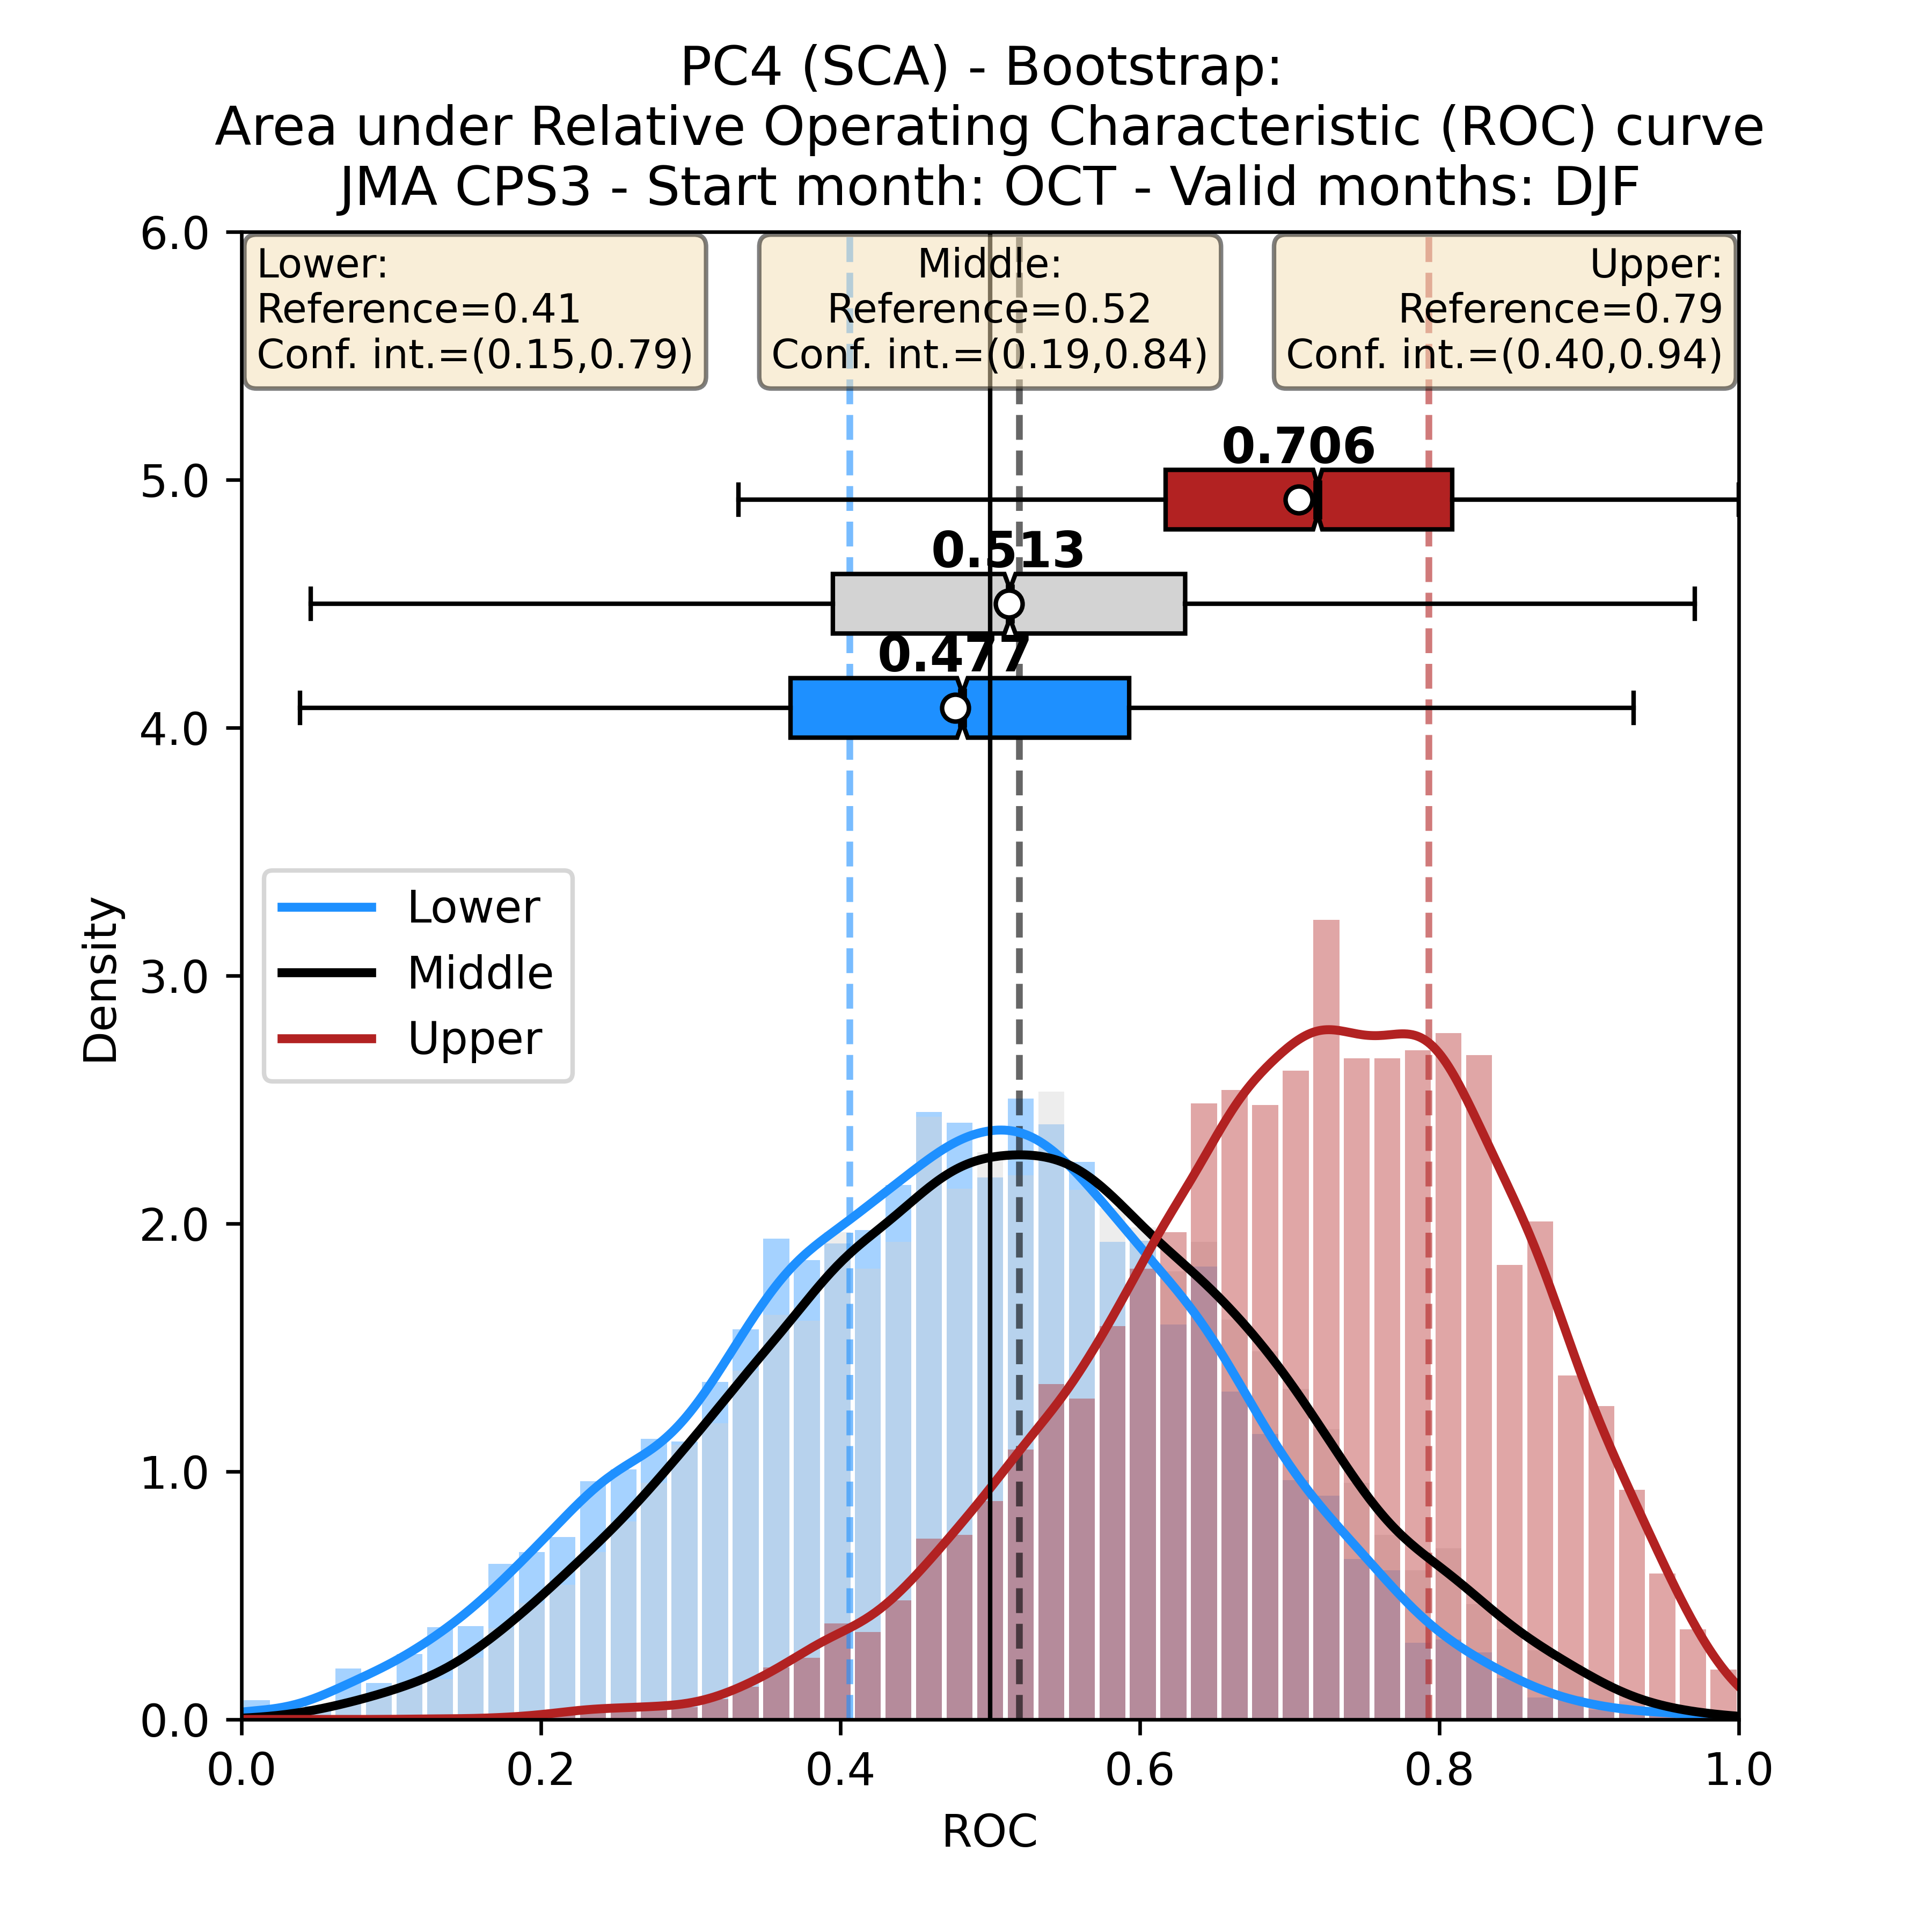 PC4 (SCA) - Bootstrap:
Area under Relative Operating Characteristic (ROC) curve
JMA CPS3 - Start month: OCT - Valid months: DJF
6.0
Lower:
Reference=0.41
Conf. int.=(0.15,0.79)
Middle:
Reference=0.52
Conf. int.=(0.19,0.84)
Upper:
Reference=0.79
Conf. int.=(0.40,0.94)
0.706
5.0
0.513
0.477
4.0
Lower
Middle
Upper
Density
3.0
2.0
1.0
0.0
0.0 0.2 0.4 0.6 0.8 1.0
ROC